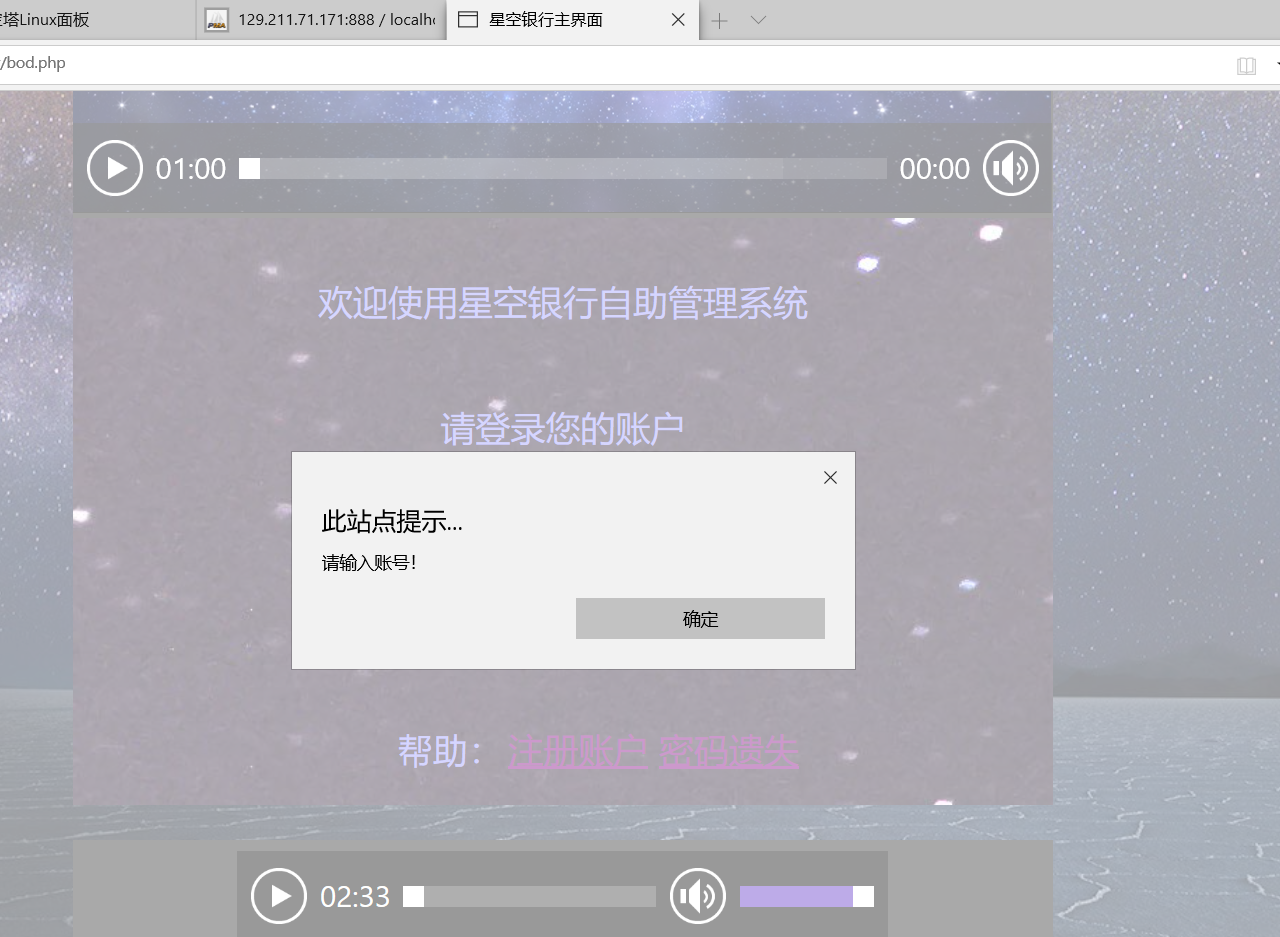 塔Linux面板
129.211.71.171:888 / localh
星空银行主界面
/bod.php
01:00
00:00
欢迎使用星空银行自助管理系统
请登录您的账户
此站点提示...
请输入账号!
确定
帮助： 注册账户 密码遗失
02:33